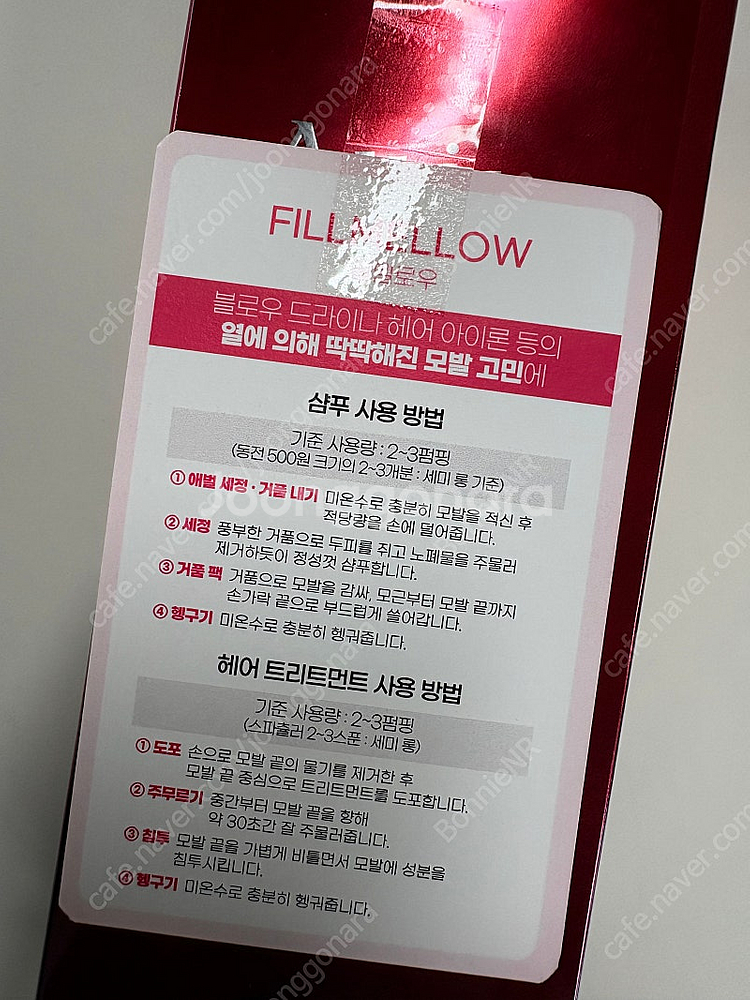 FILLMELLOW
블로우 드라이나 헤어 아이론 등의
열에 의해 딱딱해진 모발 고민에
샴푸 사용 방법
기준 사용량 : 2~3펌핑
(동전 500원 크기의 2~3개분 : 세미 롱 기준)
① 애벌 세정·거품 내기 미온수로 충분히 모발을 적신 후
적당량을 손에 덜어줍니다.
② 세정 풍부한 거품으로 두피를 쥐고 노폐물을 주물러
제거하듯이 정성껏 샴푸합니다.
③ 거품 팩 거품으로 모발을 감싸, 모근부터 모발 끝까지
손가락 끝으로 부드럽게 쓸어갑니다.
④ 헹구기 미온수로 충분히 헹궈줍니다.
헤어 트리트먼트 사용 방법
기준 사용량 : 2~3펌핑
(스파츌러 2~3스푼 : 세미 롱)
① 도포 손으로 모발 끝의 물기를 제거한 후
모발 끝 중심으로 트리트먼트를 도포합니다.
② 주무르기 중간부터 모발 끝을 향해
약 30초간 잘 주물러줍니다.
③ 침투 모발 끝을 가볍게 비틀면서 모발에 성분을
침투시킵니다.
④ 헹구기 미온수로 충분히 헹궈줍니다.
Joonggonara
cafe.naver.com/joonggonara
BonnieNR